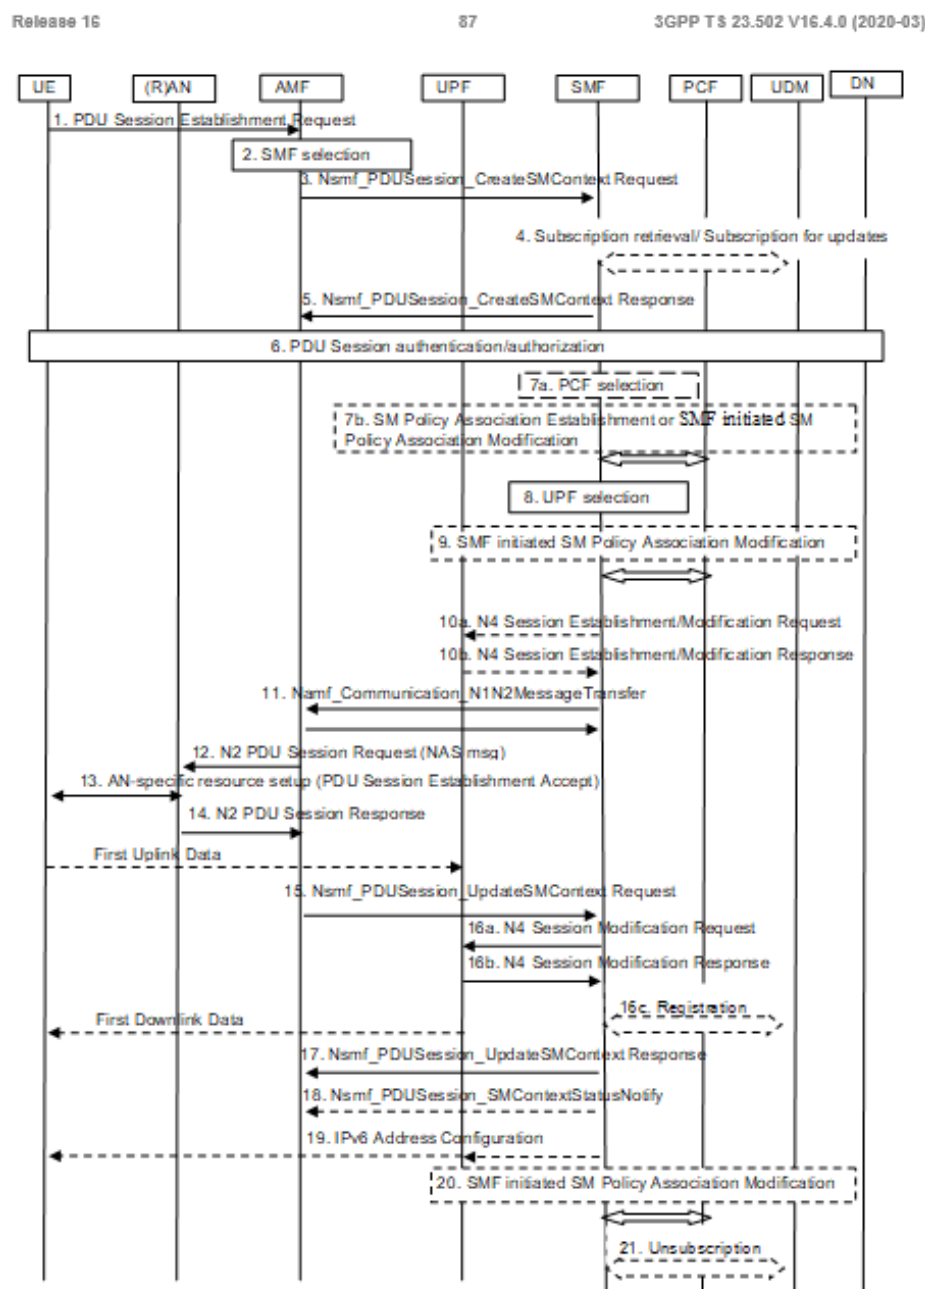 Release 16 87 3GPP TS 23.502 V16.4.0 (2020-03)
UE (R)AN AMF UPF SMF PCF UDM DN
1. PDU Session Establishment Request
2. SMF selection
3. Nsmf_PDUSession_CreateSMContext Request
4. Subscription retrieval/ Subscription for updates
5. Nsmf_PDUSession_CreateSMContext Response
6. PDU Session authentication/authorization
7a. PCF selection
7b. SM Policy Association Establishment or SMF initiated SM
Policy Association Modification
8. UPF selection
9. SMF initiated SM Policy Association Modification
10a. N4 Session Establishment/Modification Request
10b. N4 Session Establishment/Modification Response
11. Namf_Communication_N1N2MessageTransfer
12. N2 PDU Session Request (NAS msg)
13. AN-specific resource setup (PDU Session Establishment Accept)
14. N2 PDU Session Response
First Uplink Data
15. Nsmf_PDUSession_UpdateSMContext Request
16a. N4 Session Modification Request
16b. N4 Session Modification Response
16c. Registration
First Downlink Data
17. Nsmf_PDUSession_UpdateSMContext Response
18. Nsmf_PDUSession_SMContextStatusNotify
19. IPv6 Address Configuration
20. SMF initiated SM Policy Association Modification
21. Unsubscription